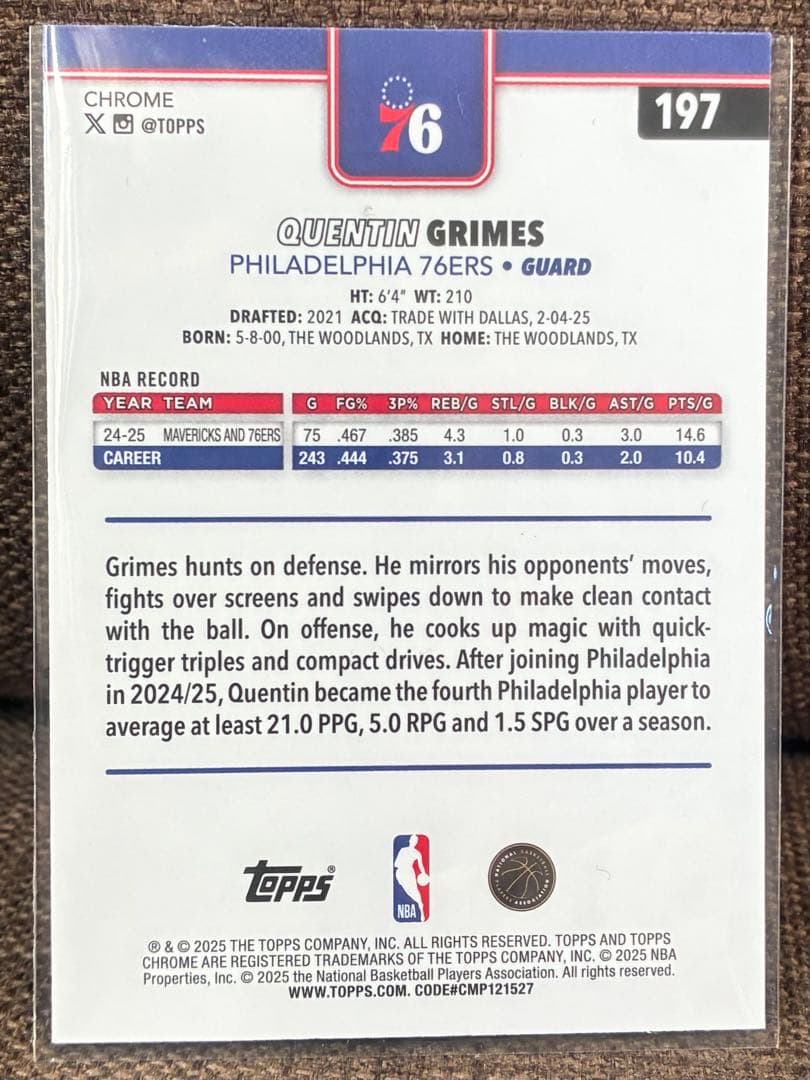 CHROME
@TOPPS
76
197
QUENTIN GRIMES
PHILADELPHIA 76ERS • GUARD
HT: 6'4" WT: 210
DRAFTED: 2021 ACQ: TRADE WITH DALLAS, 2-04-25
BORN: 5-8-00, THE WOODLANDS, TX HOME: THE WOODLANDS, TX
NBA RECORD
YEAR TEAM G FG% 3P% REB/G STL/G BLK/G AST/G PTS/G
24-25 MAVERICKS AND 76ERS 75 .467 .385 4.3 1.0 0.3 3.0 14.6
CAREER 243 .444 .375 3.1 0.8 0.3 2.0 10.4
Grimes hunts on defense. He mirrors his opponents' moves,
fights over screens and swipes down to make clean contact
with the ball. On offense, he cooks up magic with quick-
trigger triples and compact drives. After joining Philadelphia
in 2024/25, Quentin became the fourth Philadelphia player to
average at least 21.0 PPG, 5.0 RPG and 1.5 SPG over a season.
Topps®
NBA
NATIONAL BASKETBALL PLAYERS ASSOCIATION
® & © 2025 THE TOPPS COMPANY, INC. ALL RIGHTS RESERVED. TOPPS AND TOPPS
CHROME ARE REGISTERED TRADEMARKS OF THE TOPPS COMPANY, INC. © 2025 NBA
Properties, Inc. © 2025 the National Basketball Players Association. All rights reserved.
WWW.TOPPS.COM. CODE#CMP121527